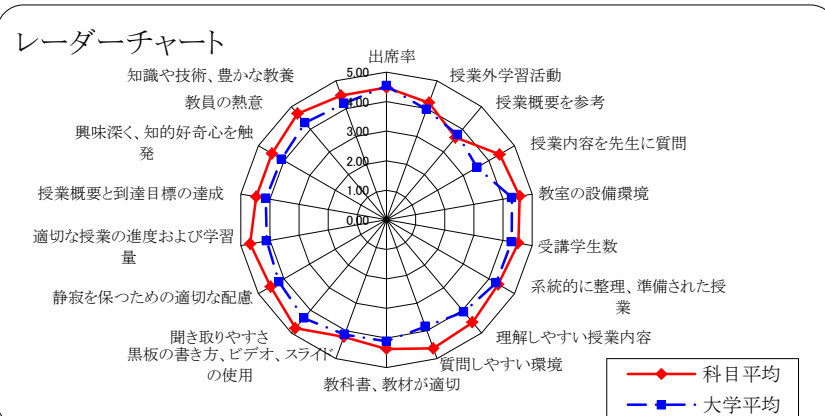 レーダーチャート
出席率
授業外学習活動
授業概要を参考
授業内容を先生に質問
教室の設備環境
受講学生数
系統的に整理、準備された授
業
理解しやすい授業内容
質問しやすい環境
教科書、教材が適切
黒板の書き方、ビデオ、スライド
の使用
聞き取りやすさ
静寂を保つための適切な配慮
適切な授業の進度および学習
量
授業概要と到達目標の達成
興味深く、知的好奇心を触
発
教員の熱意
知識や技術、豊かな教養
5.00
4.00
3.00
2.00
1.00
0.00
科目平均
大学平均